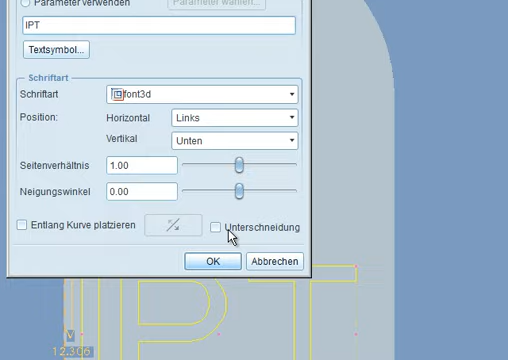 Parameter verwenden Parameter wählen...
IPT
Textsymbol...
Schriftart
Schriftart font3d
Position: Horizontal Links
Vertikal Unten
Seitenverhältnis 1.00
Neigungswinkel 0.00
Entlang Kurve platzieren Unterschneidung
OK Abbrechen
IPT
V
12.306